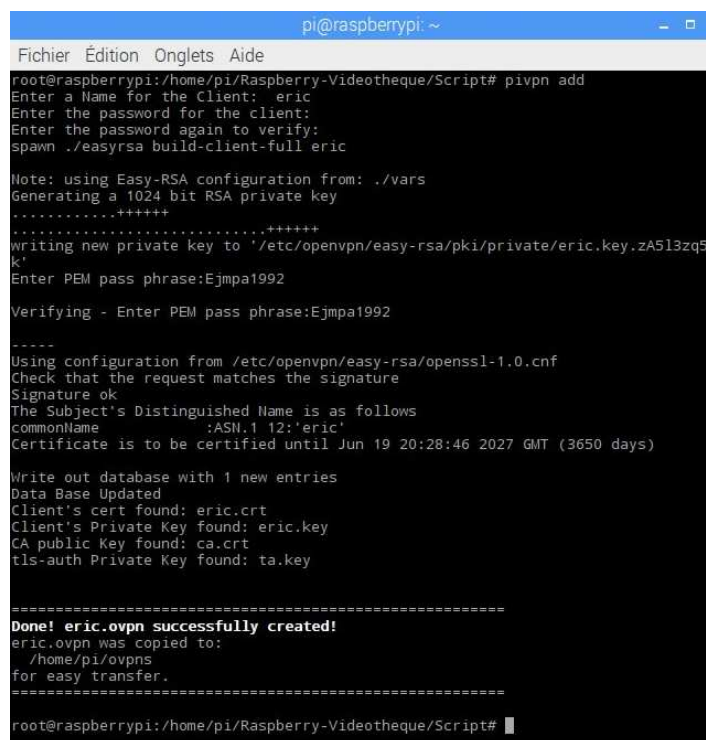 pi@raspberrypi: ~
Fichier Édition Onglets Aide
root@raspberrypi:/home/pi/Raspberry-Videotheque/Script# pivpn add
Enter a Name for the Client:  eric
Enter the password for the client:
Enter the password again to verify:
spawn ./easyrsa build-client-full eric
Note: using Easy-RSA configuration from: ./vars
Generating a 1024 bit RSA private key
............++++++
.............................++++++
writing new private key to '/etc/openvpn/easy-rsa/pki/private/eric.key.zA5l3zq5
k'
Enter PEM pass phrase:Ejmpa1992
Verifying - Enter PEM pass phrase:Ejmpa1992
-----
Using configuration from /etc/openvpn/easy-rsa/openssl-1.0.cnf
Check that the request matches the signature
Signature ok
The Subject's Distinguished Name is as follows
commonName            :ASN.1 12:'eric'
Certificate is to be certified until Jun 19 20:28:46 2027 GMT (3650 days)
Write out database with 1 new entries
Data Base Updated
Client's cert found: eric.crt
Client's Private Key found: eric.key
CA public Key found: ca.crt
tls-auth Private Key found: ta.key
========================================================
Done! eric.ovpn successfully created!
eric.ovpn was copied to:
  /home/pi/ovpns
for easy transfer.
========================================================
root@raspberrypi:/home/pi/Raspberry-Videotheque/Script#